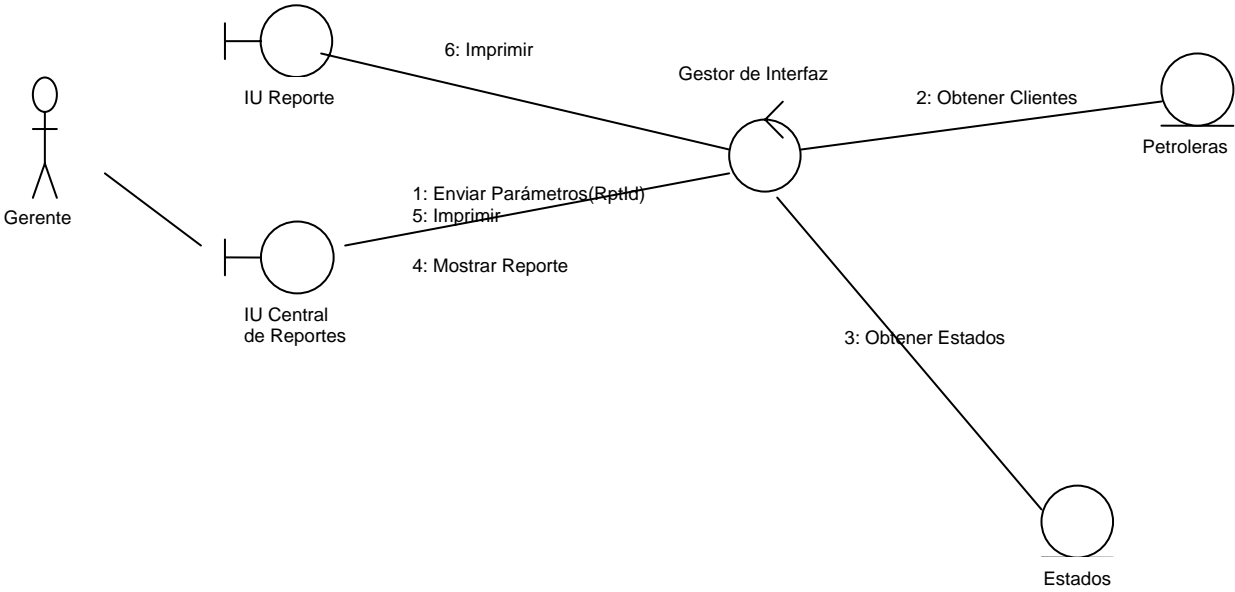 6: Imprimir
Gestor de Interfaz
IU Reporte
2: Obtener Clientes
Petroleras
1: Enviar Parámetros(RptId)
5: Imprimir
Gerente
4: Mostrar Reporte
IU Central
de Reportes
3: Obtener Estados
Estados